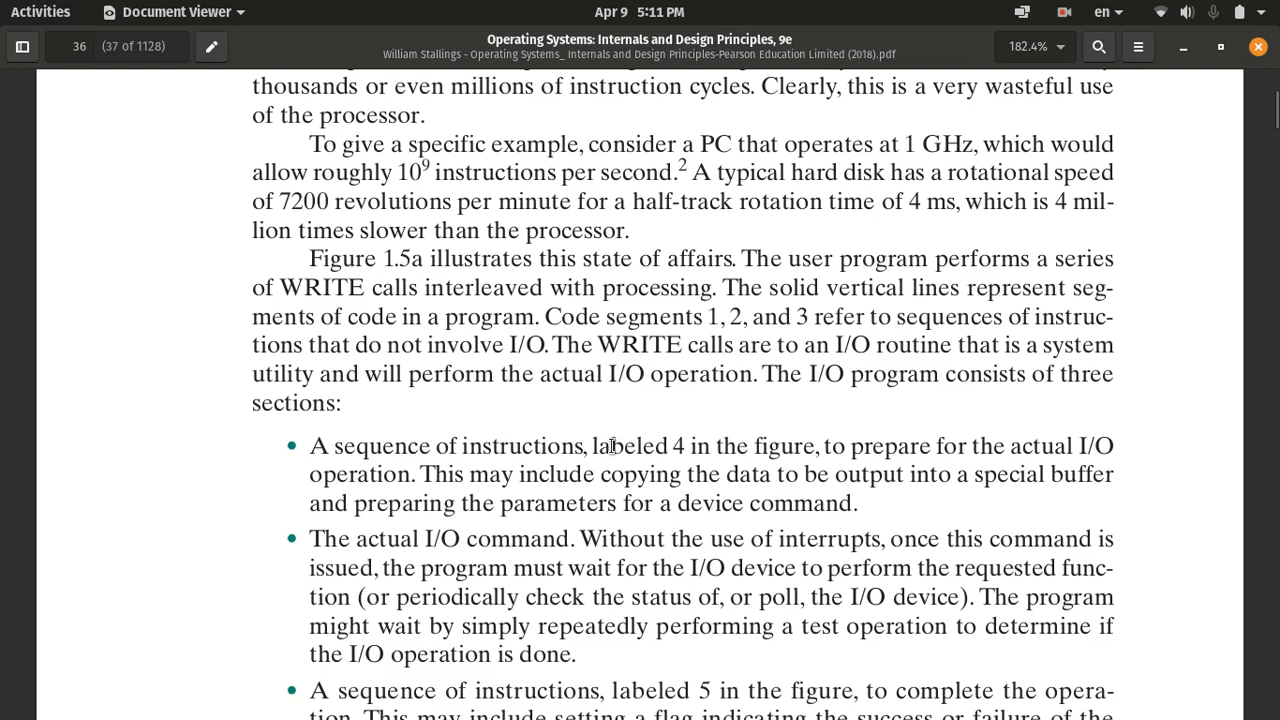 Activities
Document Viewer
Apr 9 5:11 PM
en
36
(37 of 1128)
Operating Systems: Internals and Design Principles, 9e
William Stallings - Operating Systems_ Internals and Design Principles-Pearson Education Limited (2018).pdf
182.4%
thousands or even millions of instruction cycles. Clearly, this is a very wasteful use
of the processor.
To give a specific example, consider a PC that operates at 1 GHz, which would
allow roughly 10⁹ instructions per second.² A typical hard disk has a rotational speed
of 7200 revolutions per minute for a half-track rotation time of 4 ms, which is 4 mil-
lion times slower than the processor.
Figure 1.5a illustrates this state of affairs. The user program performs a series
of WRITE calls interleaved with processing. The solid vertical lines represent seg-
ments of code in a program. Code segments 1, 2, and 3 refer to sequences of instruc-
tions that do not involve I/O. The WRITE calls are to an I/O routine that is a system
utility and will perform the actual I/O operation. The I/O program consists of three
sections:
• A sequence of instructions, labeled 4 in the figure, to prepare for the actual I/O
operation. This may include copying the data to be output into a special buffer
and preparing the parameters for a device command.
• The actual I/O command. Without the use of interrupts, once this command is
issued, the program must wait for the I/O device to perform the requested func-
tion (or periodically check the status of, or poll, the I/O device). The program
might wait by simply repeatedly performing a test operation to determine if
the I/O operation is done.
• A sequence of instructions, labeled 5 in the figure, to complete the opera-
tion. This may include setting a flag indicating the success or failure of the